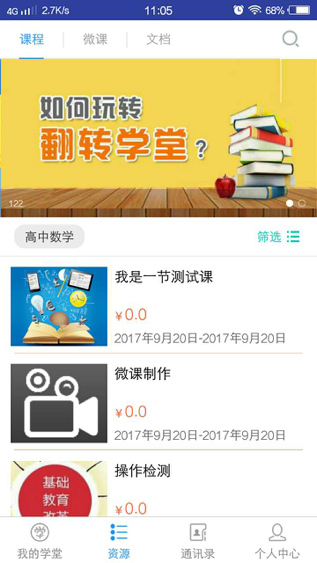 4G 2.7K/s 11:05 68%
课程 微课 文档
如何玩转
翻转学堂？
122
高中数学 筛选
我是一节测试课
¥0.0
2017年9月20日-2017年9月20日
微课制作
¥0.0
2017年9月20日-2017年9月20日
基础
教育
改革
操作检测
¥0.0
我的学堂 资源 通讯录 个人中心